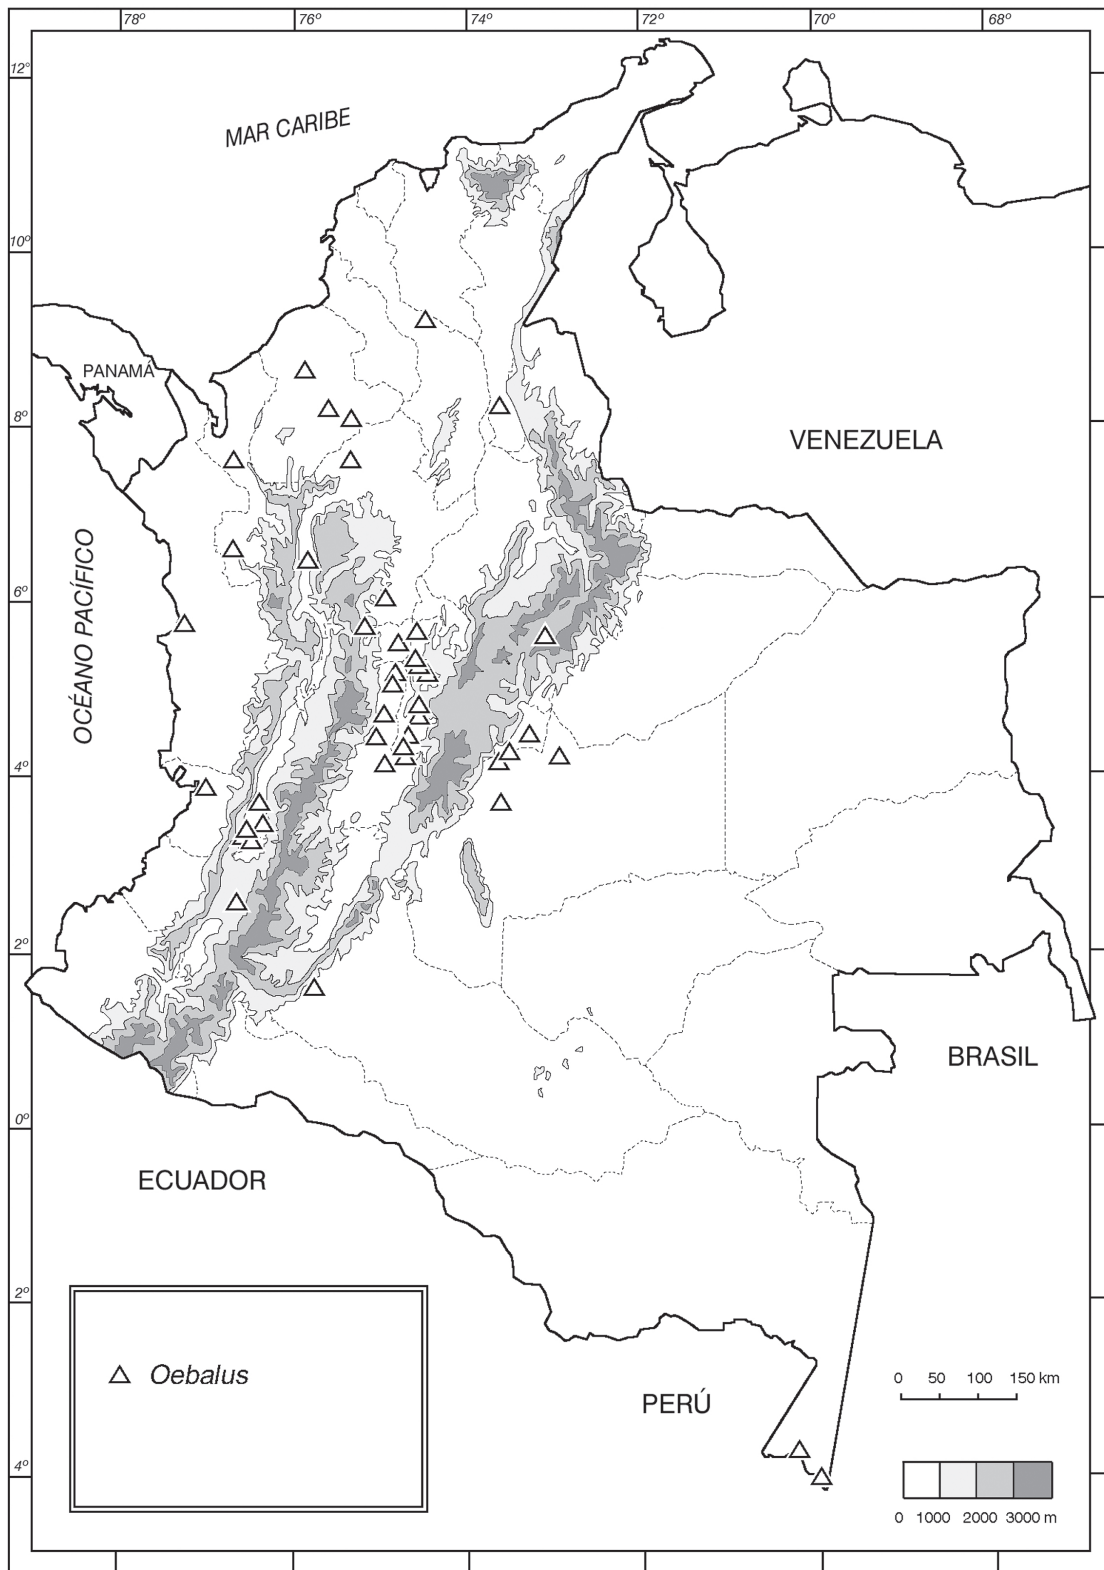 78º 76º 74º 72º 70º 68º
12º
MAR CARIBE
10º
PANAMÁ
8º
VENEZUELA
OCÉANO PACÍFICO
6º
4º
2º
BRASIL
0º
ECUADOR
2º
Oebalus
0 50 100 150 km
PERÚ
4º
0 1000 2000 3000 m